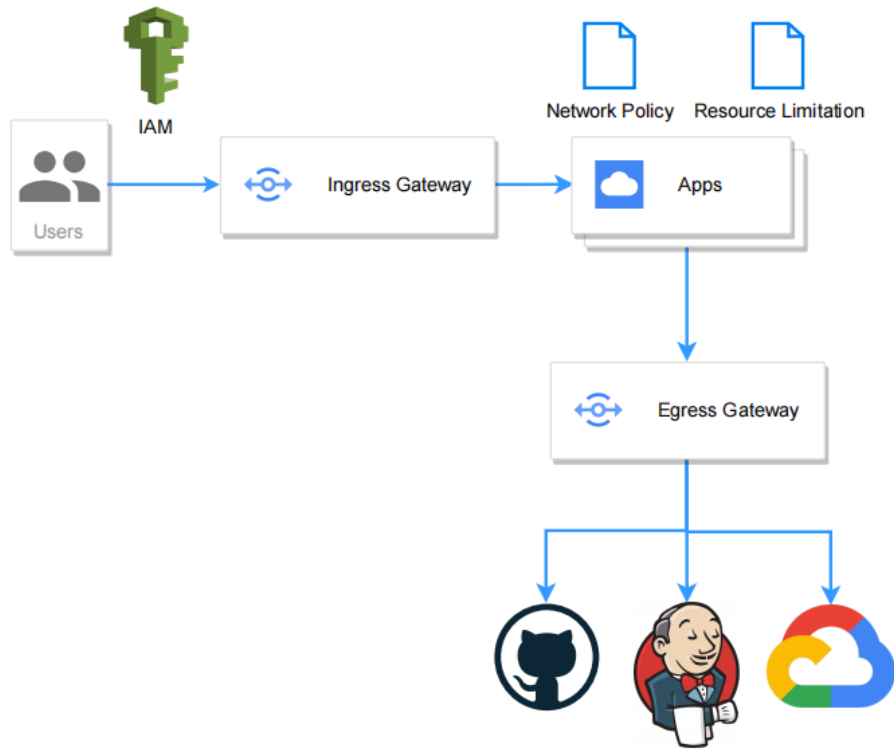 IAM
Network Policy
Resource Limitation
Users
Ingress Gateway
Apps
Egress Gateway